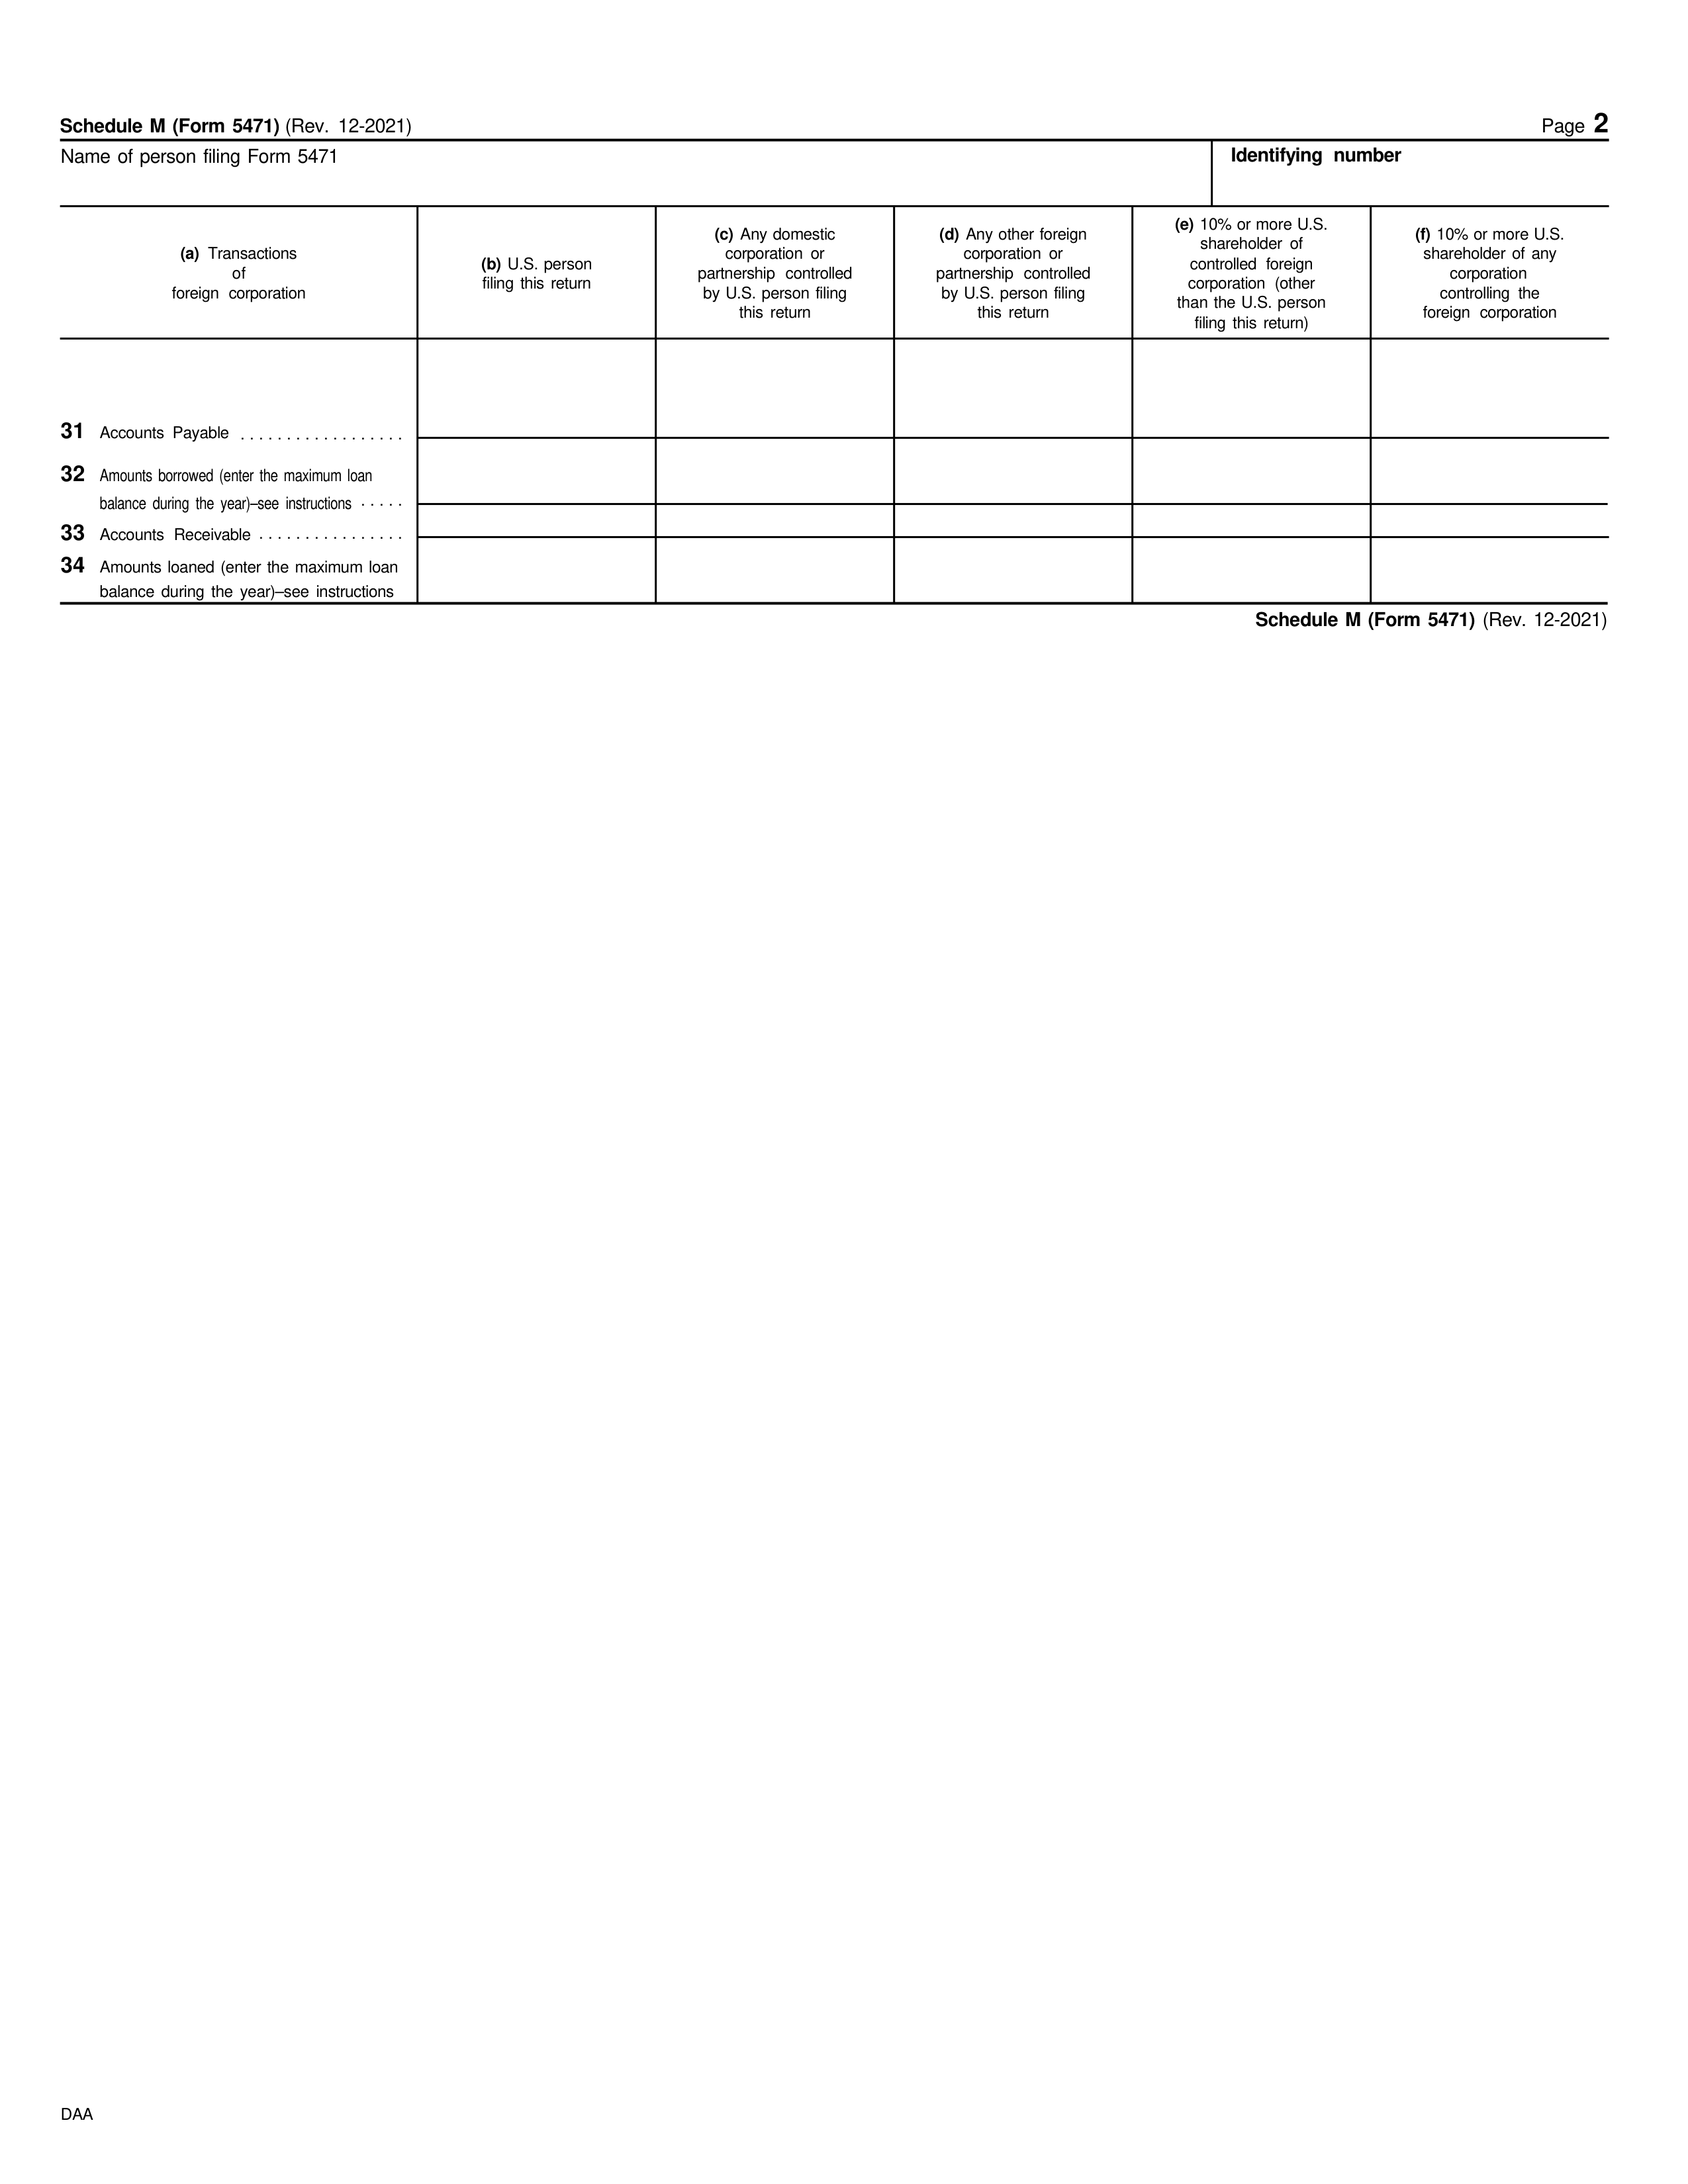 Schedule M (Form 5471) (Rev. 12-2021) Page 2
Name of person filing Form 5471
Identifying number
(a) Transactions
of
foreign corporation
(b) U.S. person
filing this return
(c) Any domestic
corporation or
partnership controlled
by U.S. person filing
this return
(d) Any other foreign
corporation or
partnership controlled
by U.S. person filing
this return
(e) 10% or more U.S.
shareholder of
controlled foreign
corporation (other
than the U.S. person
filing this return)
(f) 10% or more U.S.
shareholder of any
corporation
controlling the
foreign corporation
31 Accounts Payable . . . . . . . . . . . . . . . . . .
32 Amounts borrowed (enter the maximum loan
balance during the year)–see instructions . . . . .
33 Accounts Receivable . . . . . . . . . . . . . . . .
34 Amounts loaned (enter the maximum loan
balance during the year)–see instructions
Schedule M (Form 5471) (Rev. 12-2021)
DAA